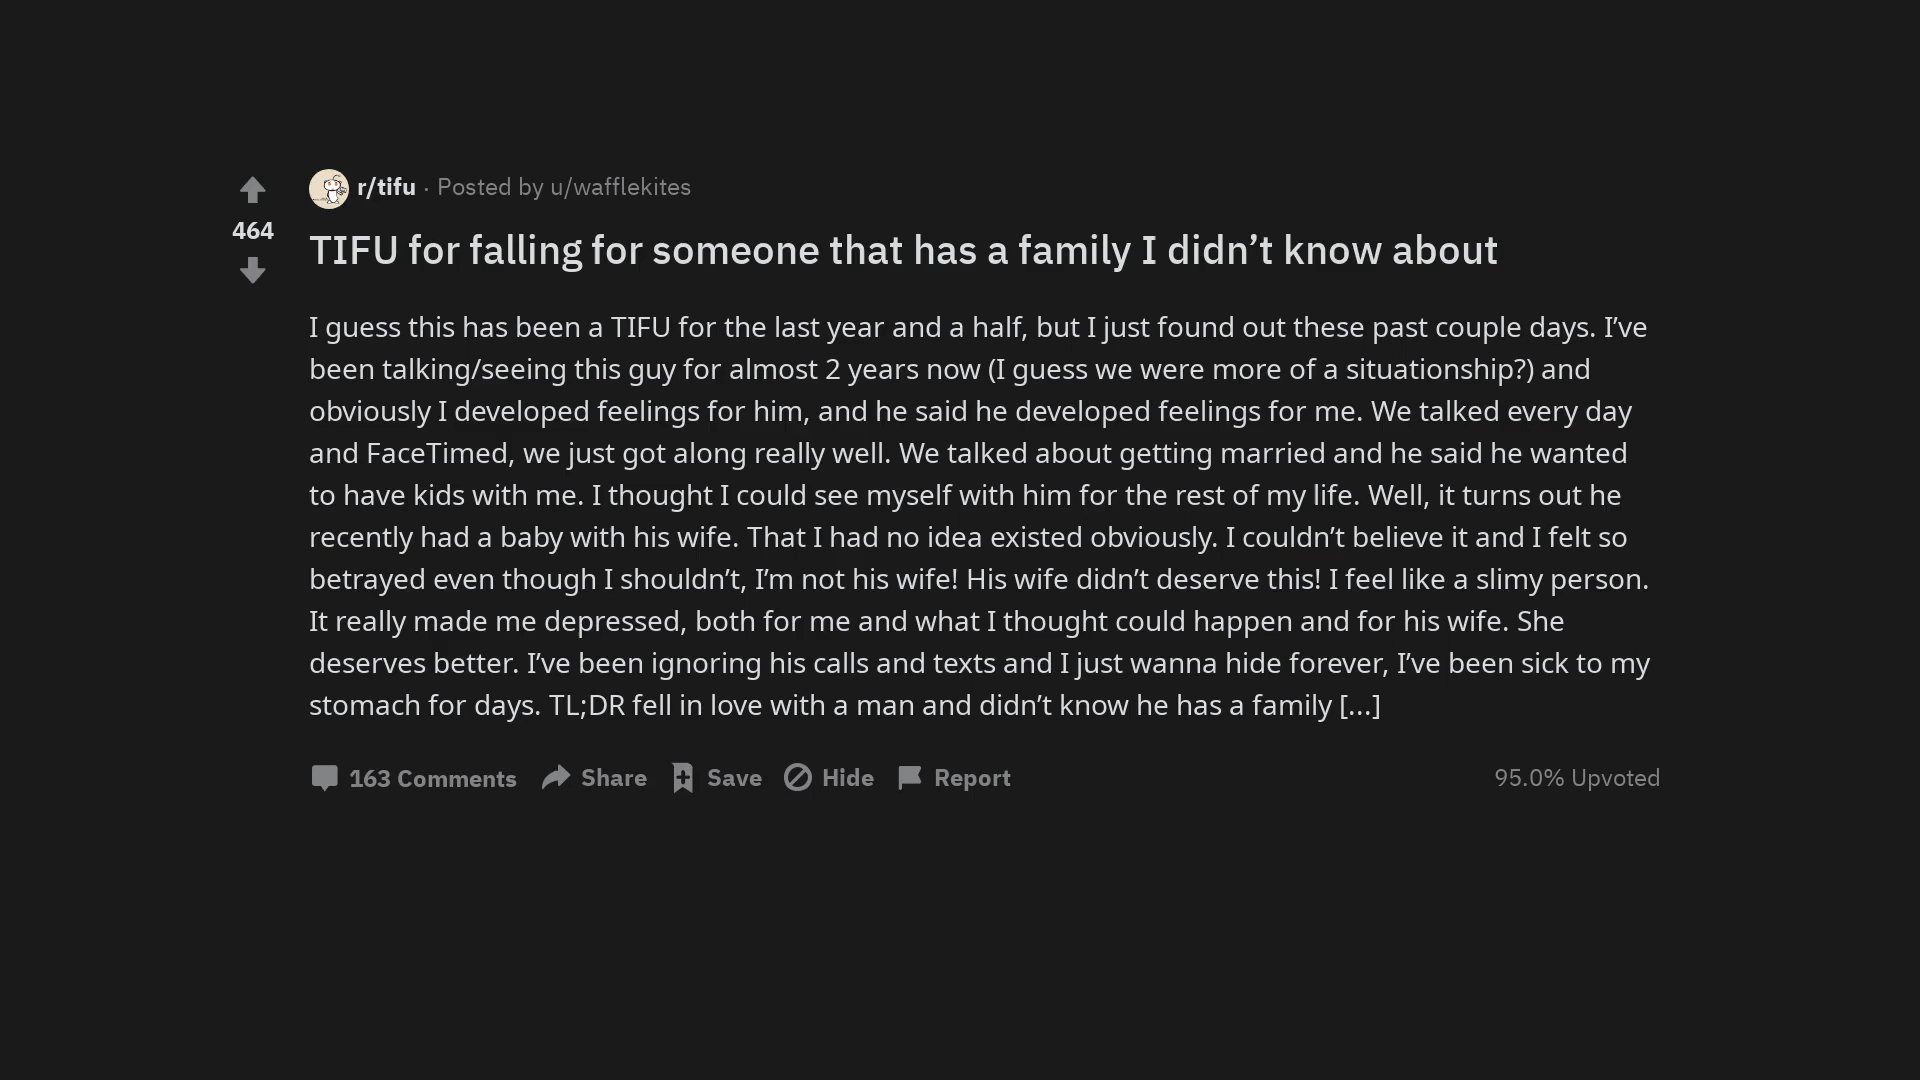 r/tifu · Posted by u/wafflekites
464
TIFU for falling for someone that has a family I didn’t know about
I guess this has been a TIFU for the last year and a half, but I just found out these past couple days. I’ve
been talking/seeing this guy for almost 2 years now (I guess we were more of a situationship?) and
obviously I developed feelings for him, and he said he developed feelings for me. We talked every day
and FaceTimed, we just got along really well. We talked about getting married and he said he wanted
to have kids with me. I thought I could see myself with him for the rest of my life. Well, it turns out he
recently had a baby with his wife. That I had no idea existed obviously. I couldn’t believe it and I felt so
betrayed even though I shouldn’t, I’m not his wife! His wife didn’t deserve this! I feel like a slimy person.
It really made me depressed, both for me and what I thought could happen and for his wife. She
deserves better. I’ve been ignoring his calls and texts and I just wanna hide forever, I’ve been sick to my
stomach for days. TL;DR fell in love with a man and didn’t know he has a family [...]
163 Comments Share Save Hide Report 95.0% Upvoted